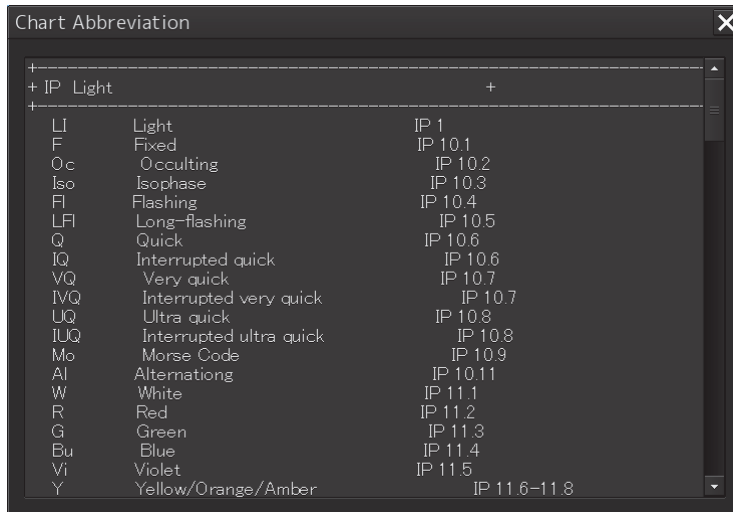 Chart Abbreviation
+ IP Light +
LI Light IP 1
F Fixed IP 10.1
Oc Occulting IP 10.2
Iso Isophase IP 10.3
Fl Flashing IP 10.4
LFl Long-flashing IP 10.5
Q Quick IP 10.6
IQ Interrupted quick IP 10.6
VQ Very quick IP 10.7
IVQ Interrupted very quick IP 10.7
UQ Ultra quick IP 10.8
IUQ Interrupted ultra quick IP 10.8
Mo Morse Code IP 10.9
Al Alternationg IP 10.11
W White IP 11.1
R Red IP 11.2
G Green IP 11.3
Bu Blue IP 11.4
Vi Violet IP 11.5
Y Yellow/Orange/Amber IP 11.6-11.8